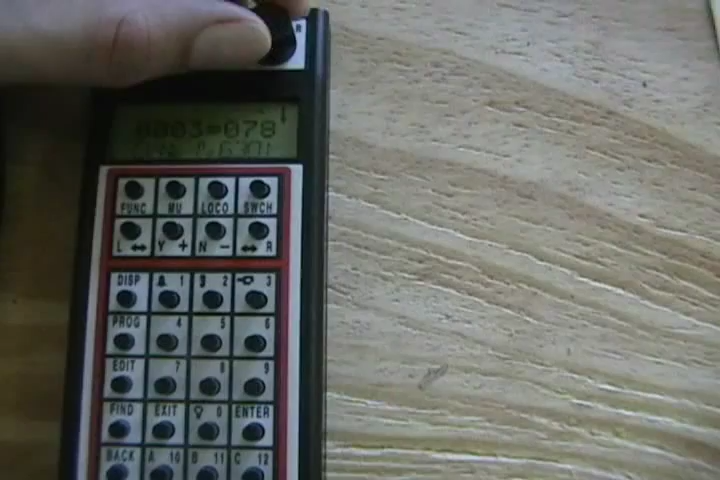 R
0003=078
FUNC MU LOCO SWCH
L ↔ Y + N − ↔ R
DISP 1 2 3
PROG 4 5 6
EDIT 7 8 9
FIND EXIT 0 ENTER
BACK A 10 B 11 C 12